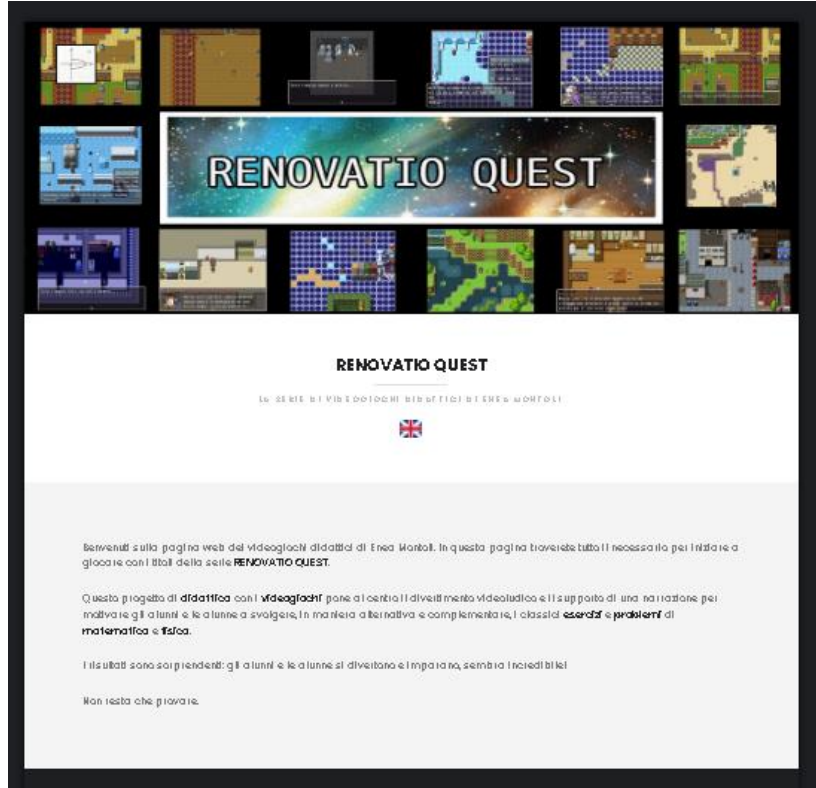 RENOVATIO QUEST
RENOVATIO QUEST
LA SERIE DI VIDEOGIOCHI DIDATTICI DI ENEA MONTOLI
Benvenuti sulla pagina web dei videogiochi didattici di Enea Montoli. In questa pagina troverete tutto il necessario per iniziare a
giocare con i titoli della serie RENOVATIO QUEST.
Questo progetto di didattica con i videogiochi pone al centro il divertimento videoludico e il supporto di una narrazione per
motivare gli alunni e le alunne a svolgere, in maniera alternativa e complementare, i classici esercizi e problemi di
matematica e fisica.
I risultati sono sorprendenti: gli alunni e le alunne si divertono e imparano, sembra incredibile!
Non resta che provare.